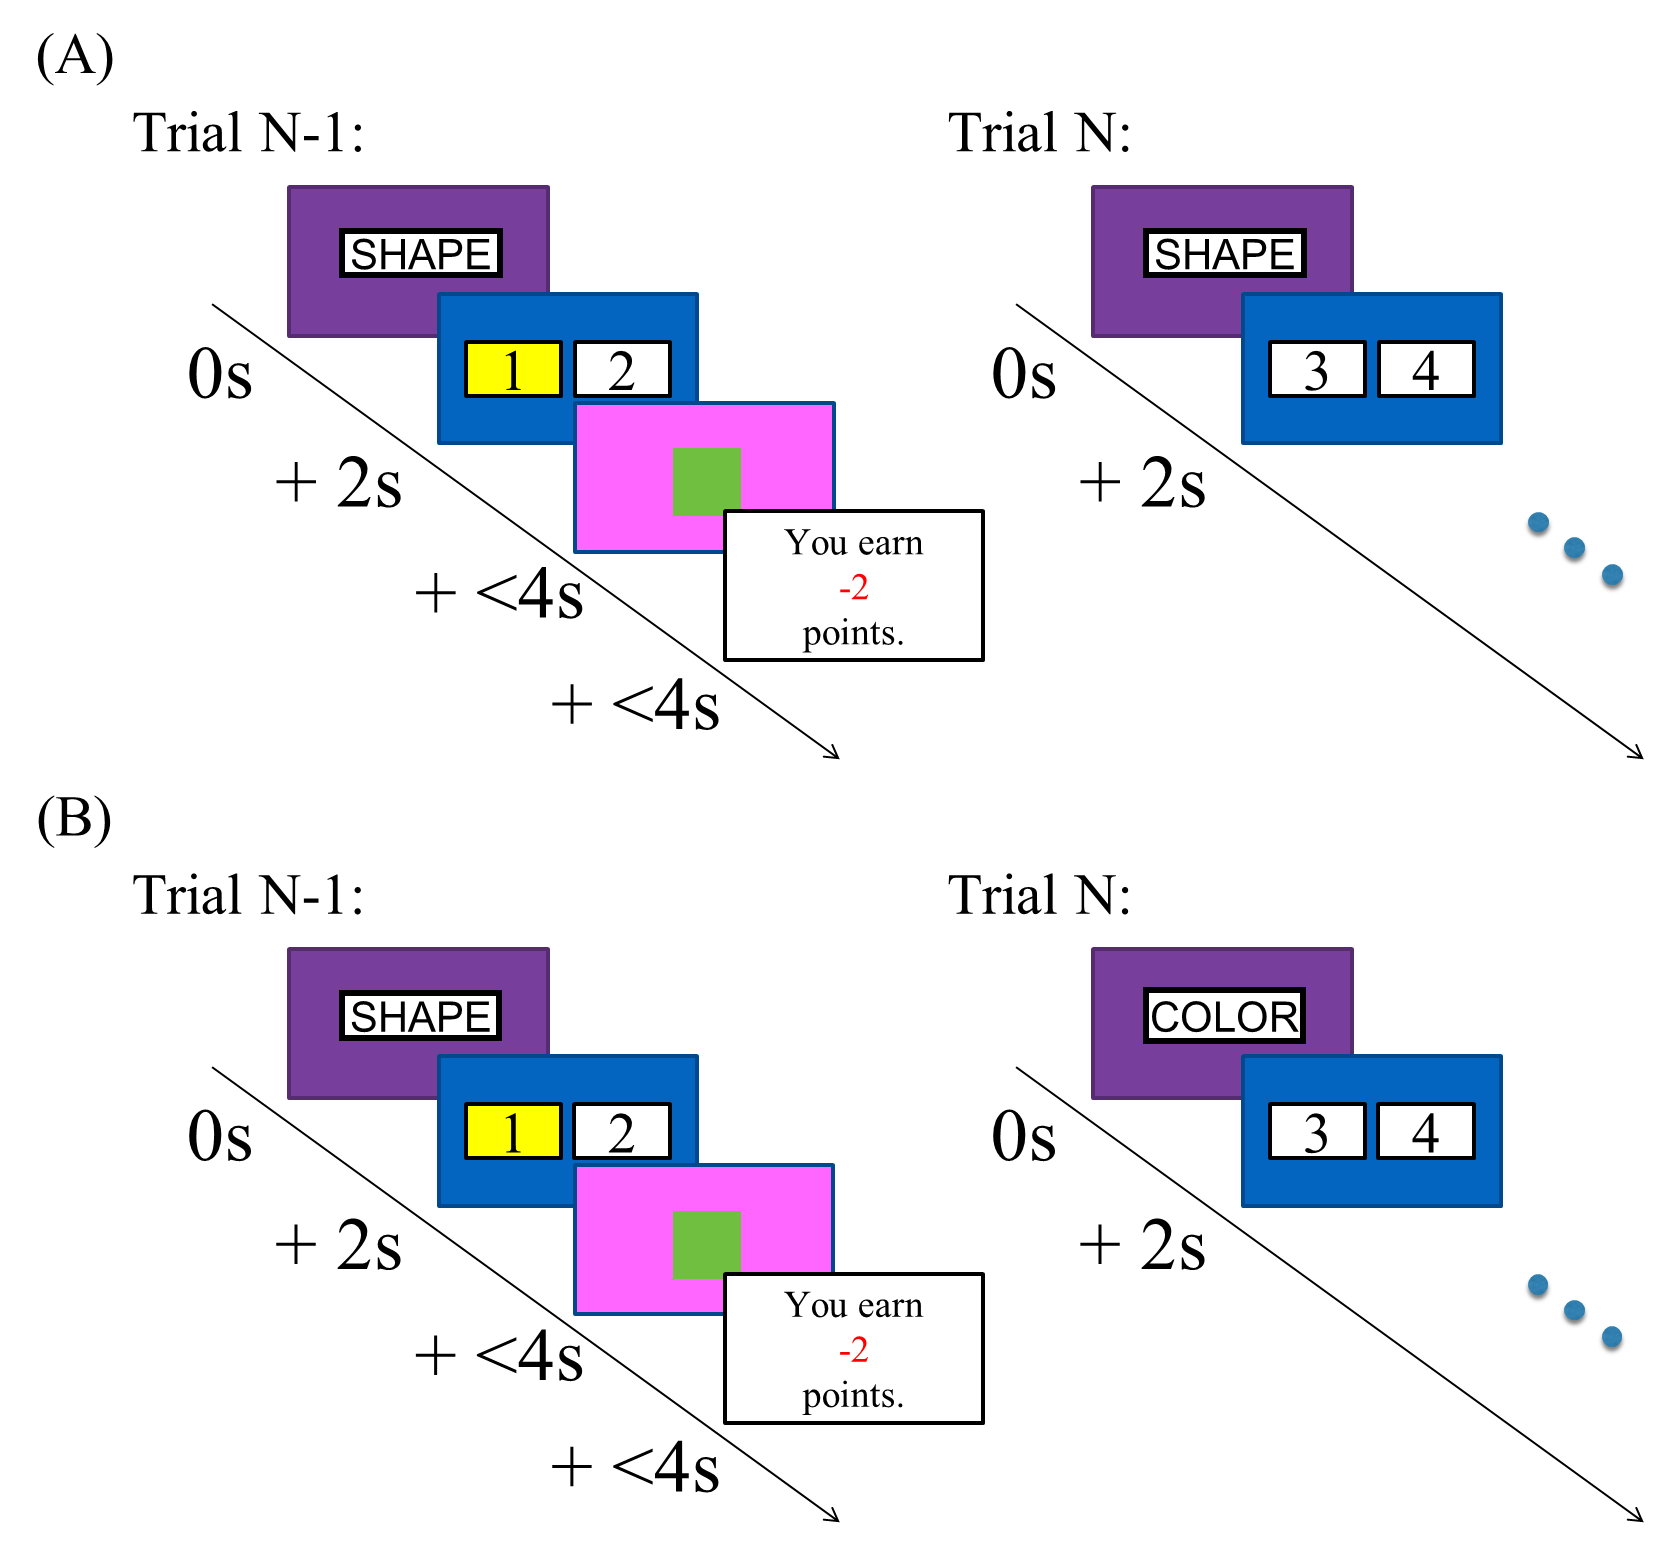 (A)
Trial N-1:
Trial N:
SHAPE
SHAPE
0s
1 2
0s
3 4
+ 2s
+ 2s
You earn
-2
points.
+ <4s
+ <4s
(B)
Trial N-1:
Trial N:
SHAPE
COLOR
0s
1 2
0s
3 4
+ 2s
+ 2s
You earn
-2
points.
+ <4s
+ <4s